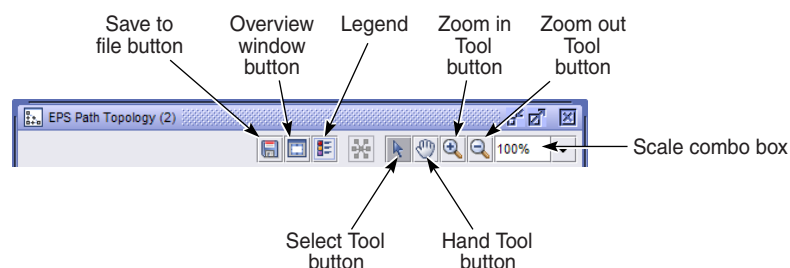 Save to
file button
Overview
window
button
Legend
Zoom in
Tool
button
Zoom out
Tool
button
EPS Path Topology (2)
100%
Scale combo box
Select Tool
button
Hand Tool
button